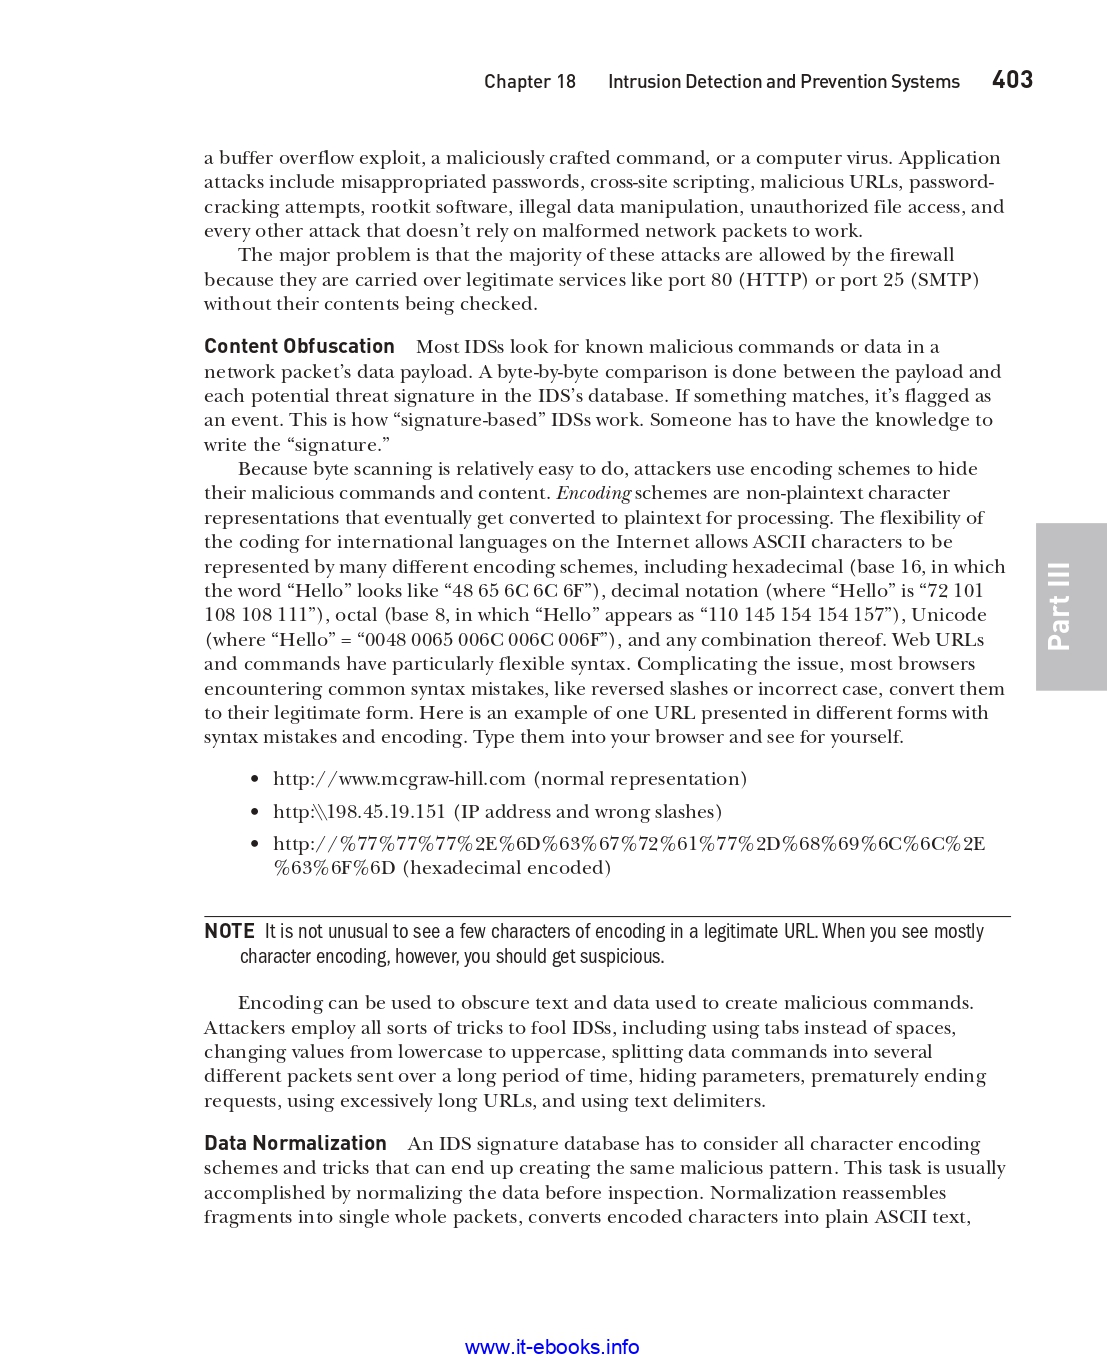 Chapter 18 Intrusion Detection and Prevention Systems 403
a buffer overflow exploit, a maliciously crafted command, or a computer virus. Application
attacks include misappropriated passwords, cross-site scripting, malicious URLs, password-
cracking attempts, rootkit software, illegal data manipulation, unauthorized file access, and
every other attack that doesn’t rely on malformed network packets to work.
The major problem is that the majority of these attacks are allowed by the firewall
because they are carried over legitimate services like port 80 (HTTP) or port 25 (SMTP)
without their contents being checked.
Content Obfuscation Most IDSs look for known malicious commands or data in a
network packet’s data payload. A byte-by-byte comparison is done between the payload and
each potential threat signature in the IDS’s database. If something matches, it’s flagged as
an event. This is how “signature-based” IDSs work. Someone has to have the knowledge to
write the “signature.”
Because byte scanning is relatively easy to do, attackers use encoding schemes to hide
their malicious commands and content. Encoding schemes are non-plaintext character
representations that eventually get converted to plaintext for processing. The flexibility of
the coding for international languages on the Internet allows ASCII characters to be
represented by many different encoding schemes, including hexadecimal (base 16, in which
the word “Hello” looks like “48 65 6C 6C 6F”), decimal notation (where “Hello” is “72 101
108 108 111”), octal (base 8, in which “Hello” appears as “110 145 154 154 157”), Unicode
(where “Hello” = “0048 0065 006C 006C 006F”), and any combination thereof. Web URLs
and commands have particularly flexible syntax. Complicating the issue, most browsers
encountering common syntax mistakes, like reversed slashes or incorrect case, convert them
to their legitimate form. Here is an example of one URL presented in different forms with
syntax mistakes and encoding. Type them into your browser and see for yourself.
• http://www.mcgraw-hill.com (normal representation)
• http:\\198.45.19.151 (IP address and wrong slashes)
• http://%77%77%77%2E%6D%63%67%72%61%77%2D%68%69%6C%6C%2E
%63%6F%6D (hexadecimal encoded)
NOTE It is not unusual to see a few characters of encoding in a legitimate URL. When you see mostly
character encoding, however, you should get suspicious.
Encoding can be used to obscure text and data used to create malicious commands.
Attackers employ all sorts of tricks to fool IDSs, including using tabs instead of spaces,
changing values from lowercase to uppercase, splitting data commands into several
different packets sent over a long period of time, hiding parameters, prematurely ending
requests, using excessively long URLs, and using text delimiters.
Data Normalization An IDS signature database has to consider all character encoding
schemes and tricks that can end up creating the same malicious pattern. This task is usually
accomplished by normalizing the data before inspection. Normalization reassembles
fragments into single whole packets, converts encoded characters into plain ASCII text,
Part III
www.it-ebooks.info